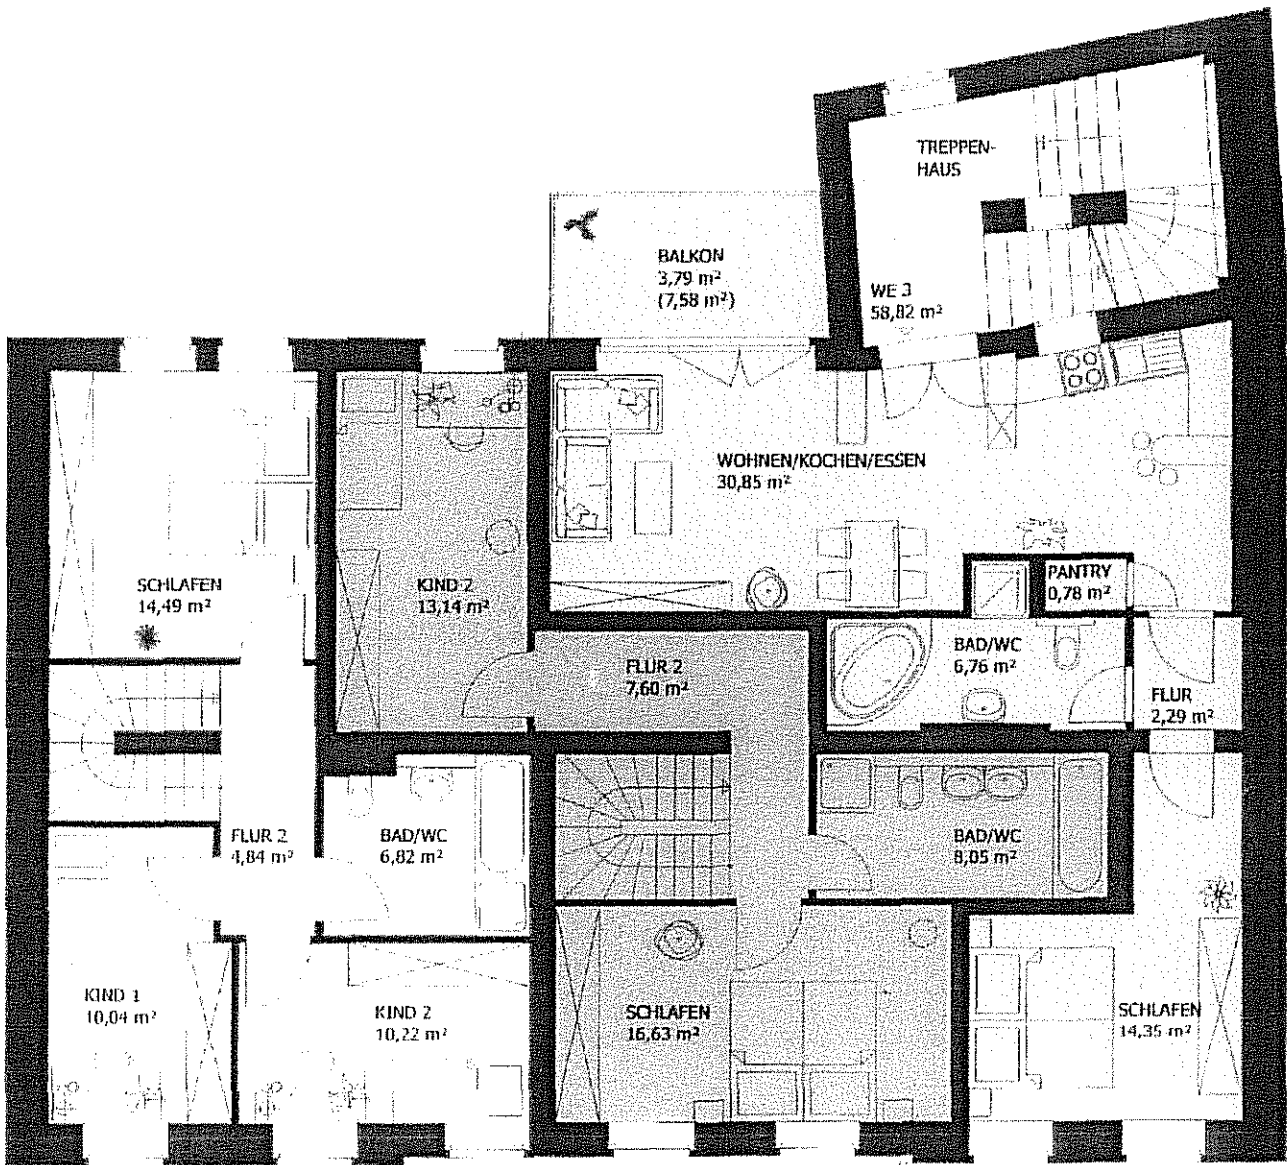 TREPPEN-
HAUS
BALKON
3,79 m²
(7,58 m²)
WE 3
58,82 m²
WOHNEN/KOCHEN/ESSEN
30,85 m²
SCHLAFEN
14,49 m²
KIND 2
13,14 m²
PANTRY
0,78 m²
FLUR 2
7,60 m²
BAD/WC
6,76 m²
FLUR
2,29 m²
FLUR 2
4,84 m²
BAD/WC
6,82 m²
BAD/WC
8,05 m²
KIND 1
10,04 m²
KIND 2
10,22 m²
SCHLAFEN
16,63 m²
SCHLAFEN
14,35 m²